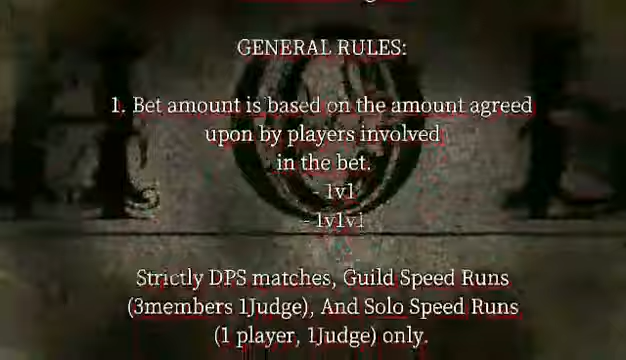 GENERAL RULES:
1. Bet amount is based on the amount agreed
upon by players involved
in the bet.
- 1v1
- 1v1v1
Strictly DPS matches, Guild Speed Runs
(3members 1Judge), And Solo Speed Runs
(1 player, 1Judge) only.